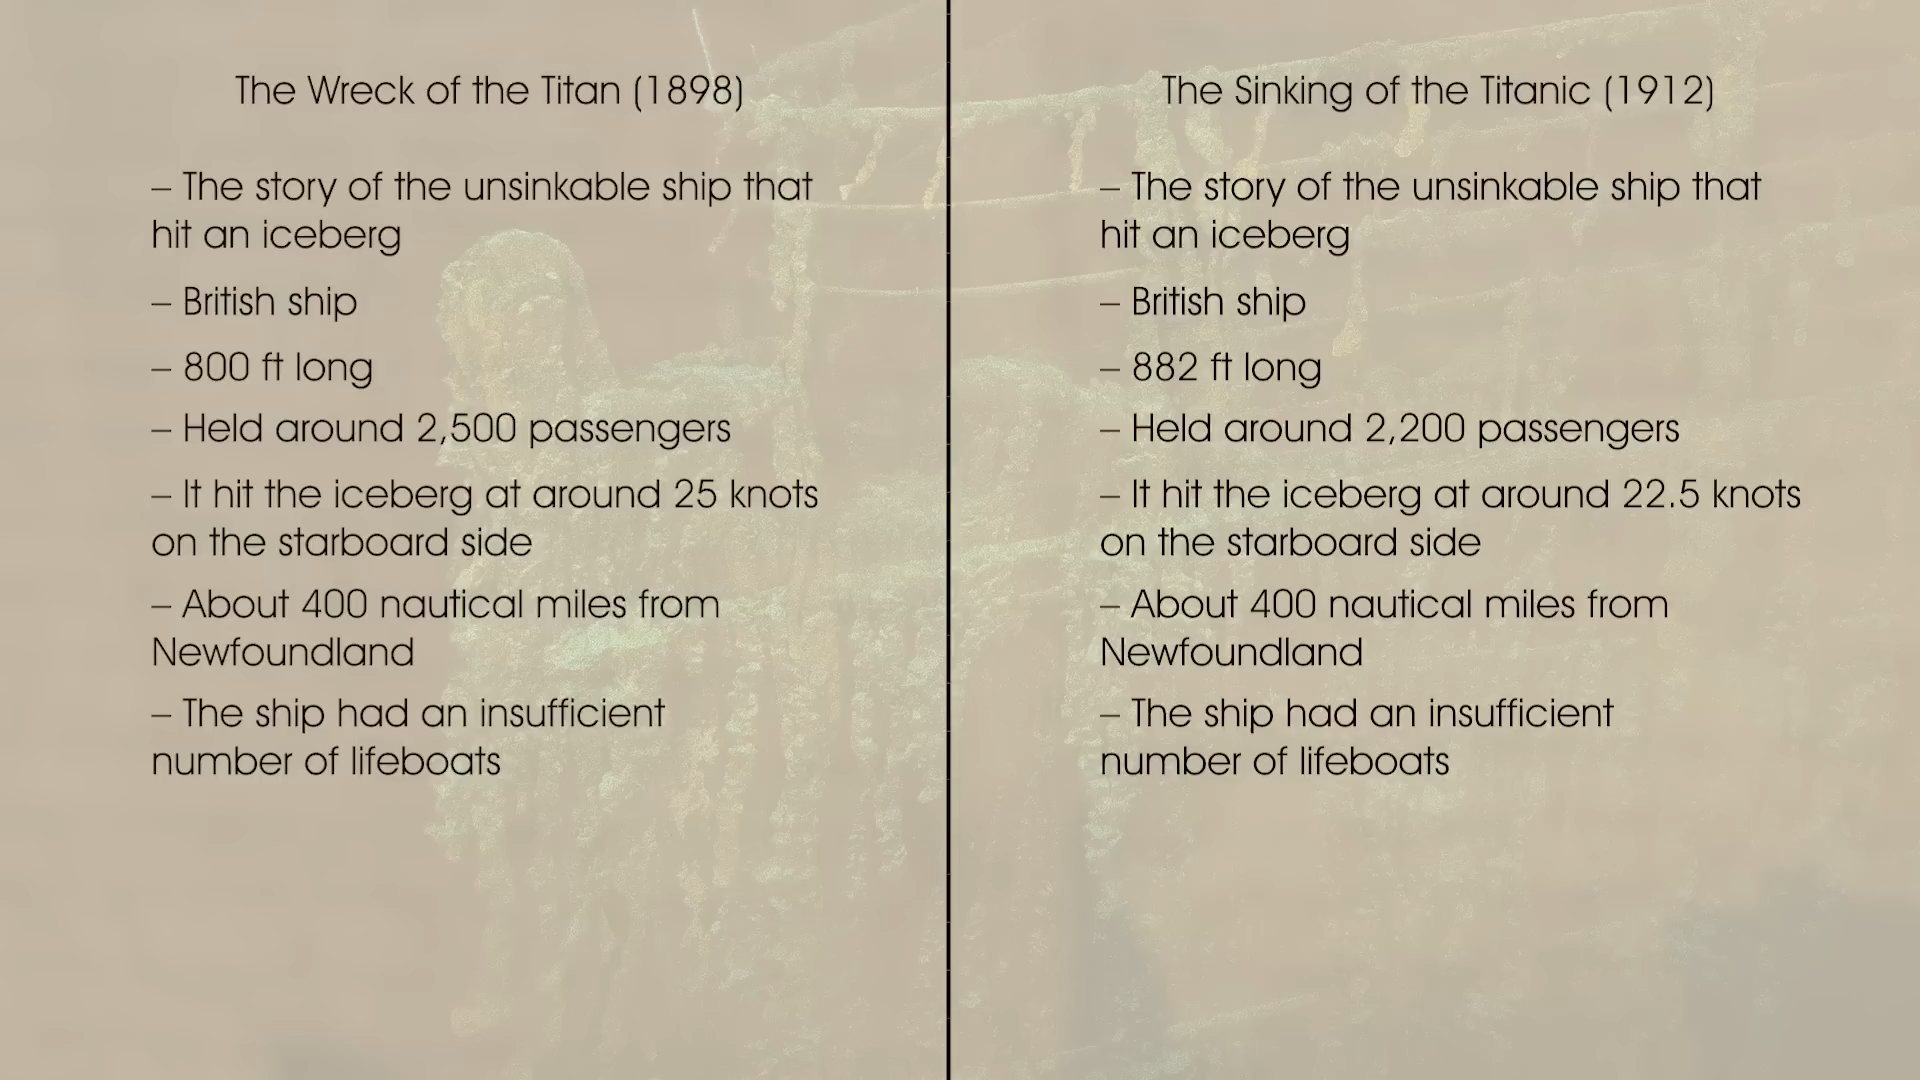 The Wreck of the Titan (1898)
– The story of the unsinkable ship that
hit an iceberg
– British ship
– 800 ft long
– Held around 2,500 passengers
– It hit the iceberg at around 25 knots
on the starboard side
– About 400 nautical miles from
Newfoundland
– The ship had an insufficient
number of lifeboats
The Sinking of the Titanic (1912)
– The story of the unsinkable ship that
hit an iceberg
– British ship
– 882 ft long
– Held around 2,200 passengers
– It hit the iceberg at around 22.5 knots
on the starboard side
– About 400 nautical miles from
Newfoundland
– The ship had an insufficient
number of lifeboats